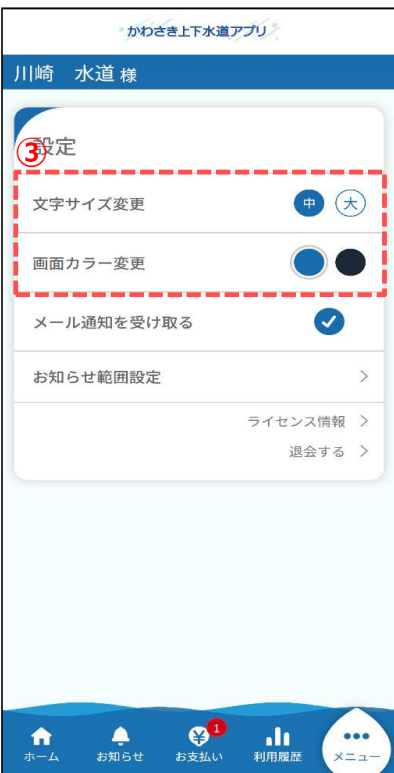 かわさき上下水道アプリ
川崎　水道 様
③
設定
文字サイズ変更 中 大
画面カラー変更
メール通知を受け取る
お知らせ範囲設定
ライセンス情報
退会する
1
ホーム お知らせ お支払い 利用履歴 メニュー